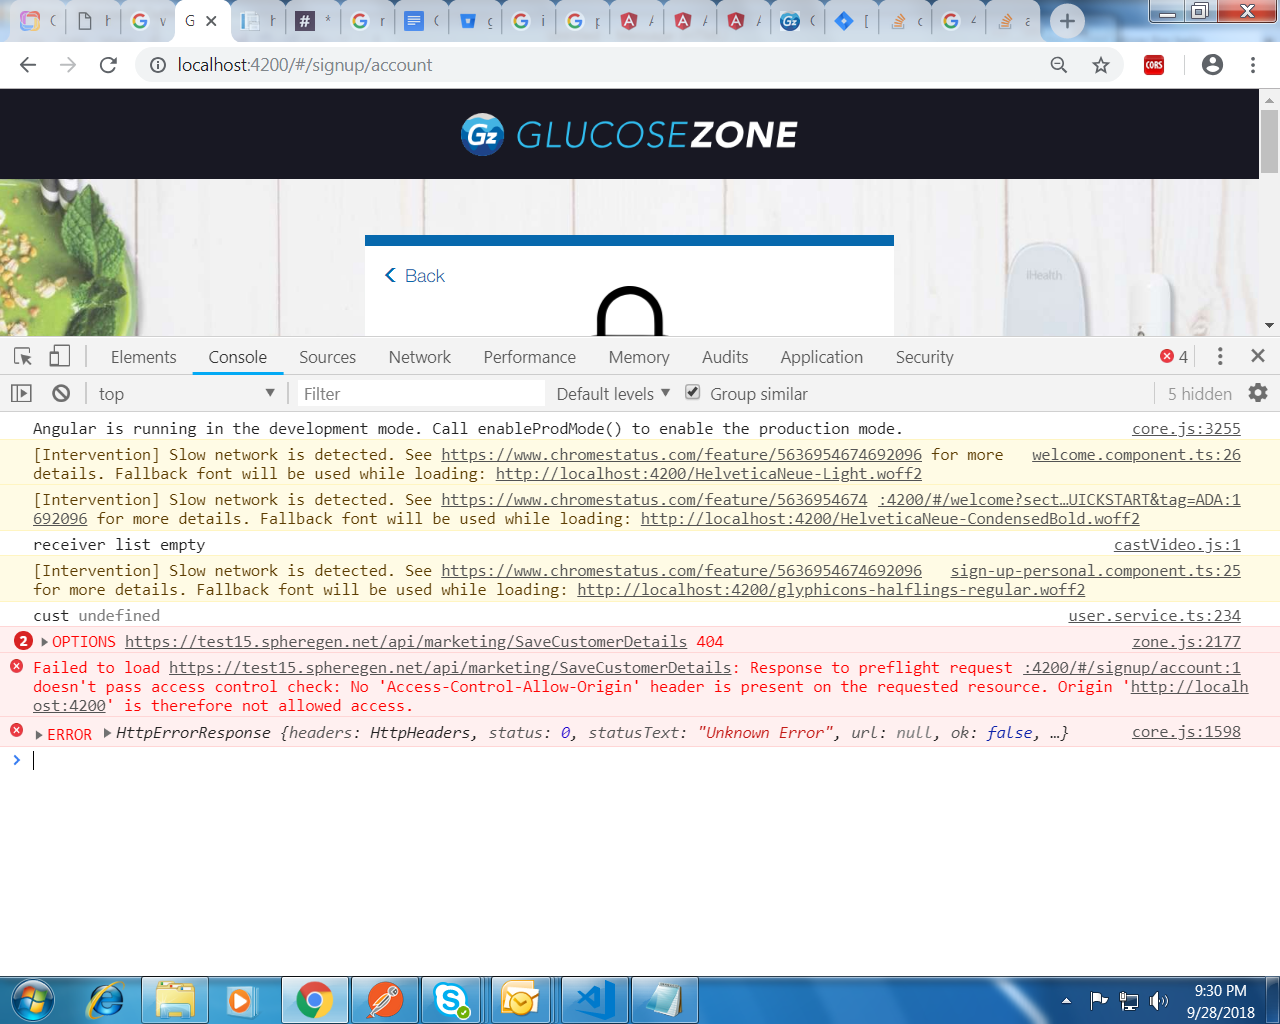 G
localhost:4200/#/signup/account
CORS
Gz GLUCOSEZONE
Back
iHealth
Elements Console Sources Network Performance Memory Audits Application Security 4
top Filter Default levels Group similar 5 hidden
Angular is running in the development mode. Call enableProdMode() to enable the production mode. core.js:3255
[Intervention] Slow network is detected. See https://www.chromestatus.com/feature/5636954674692096 for more welcome.component.ts:26
details. Fallback font will be used while loading: http://localhost:4200/HelveticaNeue-Light.woff2
[Intervention] Slow network is detected. See https://www.chromestatus.com/feature/5636954674 :4200/#/welcome?sect…UICKSTART&tag=ADA:1
692096 for more details. Fallback font will be used while loading: http://localhost:4200/HelveticaNeue-CondensedBold.woff2
receiver list empty castVideo.js:1
[Intervention] Slow network is detected. See https://www.chromestatus.com/feature/5636954674692096 sign-up-personal.component.ts:25
for more details. Fallback font will be used while loading: http://localhost:4200/glyphicons-halflings-regular.woff2
cust undefined user.service.ts:234
2 OPTIONS https://test15.spheregen.net/api/marketing/SaveCustomerDetails 404 zone.js:2177
Failed to load https://test15.spheregen.net/api/marketing/SaveCustomerDetails: Response to preflight request :4200/#/signup/account:1
doesn't pass access control check: No 'Access-Control-Allow-Origin' header is present on the requested resource. Origin 'http://localh
ost:4200' is therefore not allowed access.
ERROR HttpErrorResponse {headers: HttpHeaders, status: 0, statusText: "Unknown Error", url: null, ok: false, …} core.js:1598
9:30 PM
9/28/2018